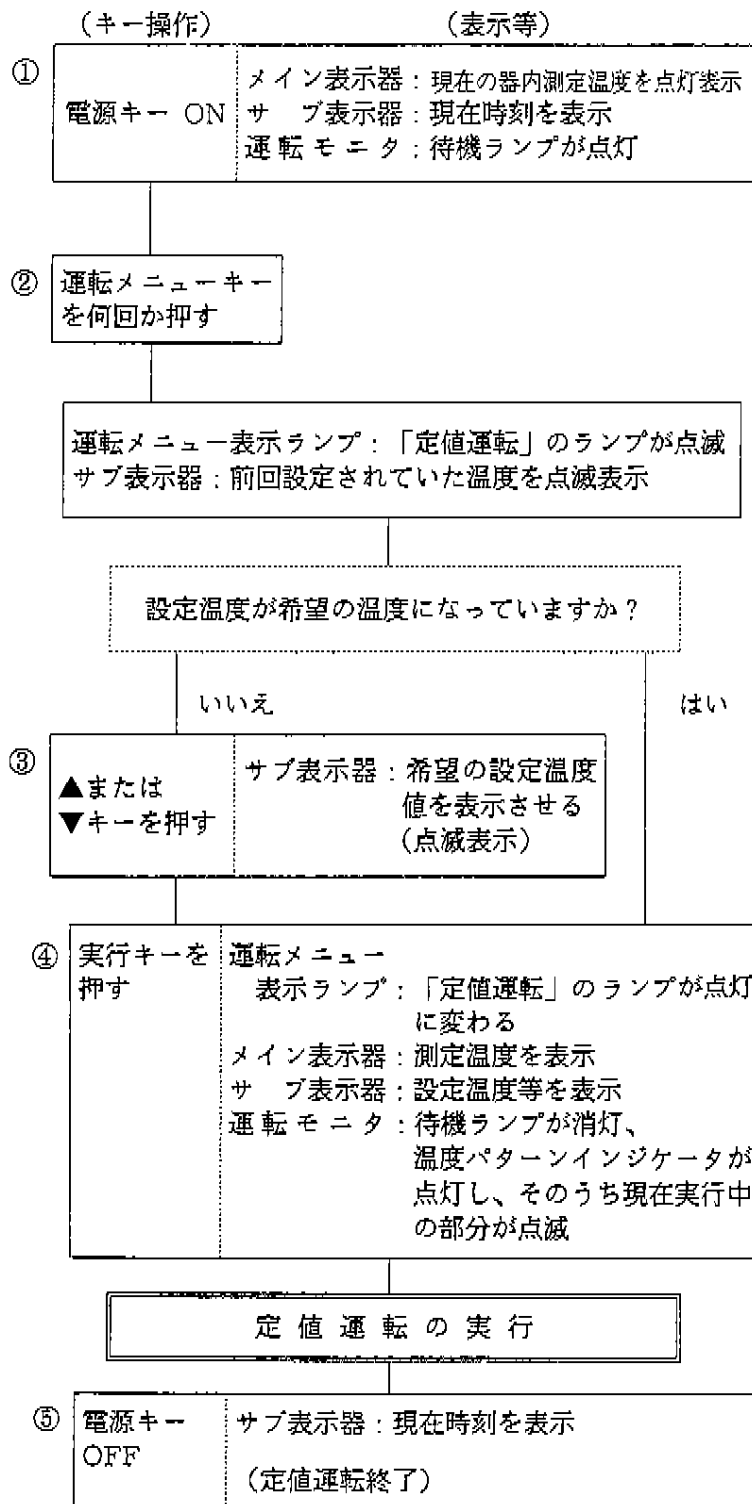 (キー操作) (表示等)
① 電源キー ON
メイン表示器：現在の器内測定温度を点灯表示
サ　ブ表示器：現在時刻を表示
運転モニタ：待機ランプが点灯
② 運転メニューキー
を何回か押す
運転メニュー表示ランプ：「定値運転」のランプが点滅
サブ表示器：前回設定されていた温度を点滅表示
設定温度が希望の温度になっていますか？
いいえ はい
③ ▲または
▼キーを押す
サブ表示器：希望の設定温度
値を表示させる
(点滅表示)
④ 実行キーを
押す
運転メニュー
表示ランプ：「定値運転」のランプが点灯
に変わる
メイン表示器：測定温度を表示
サ　ブ表示器：設定温度等を表示
運転モニタ：待機ランプが消灯、
温度パターンインジケータが
点灯し、そのうち現在実行中
の部分が点滅
定値運転の実行
⑤ 電源キー
OFF
サブ表示器：現在時刻を表示
(定値運転終了)